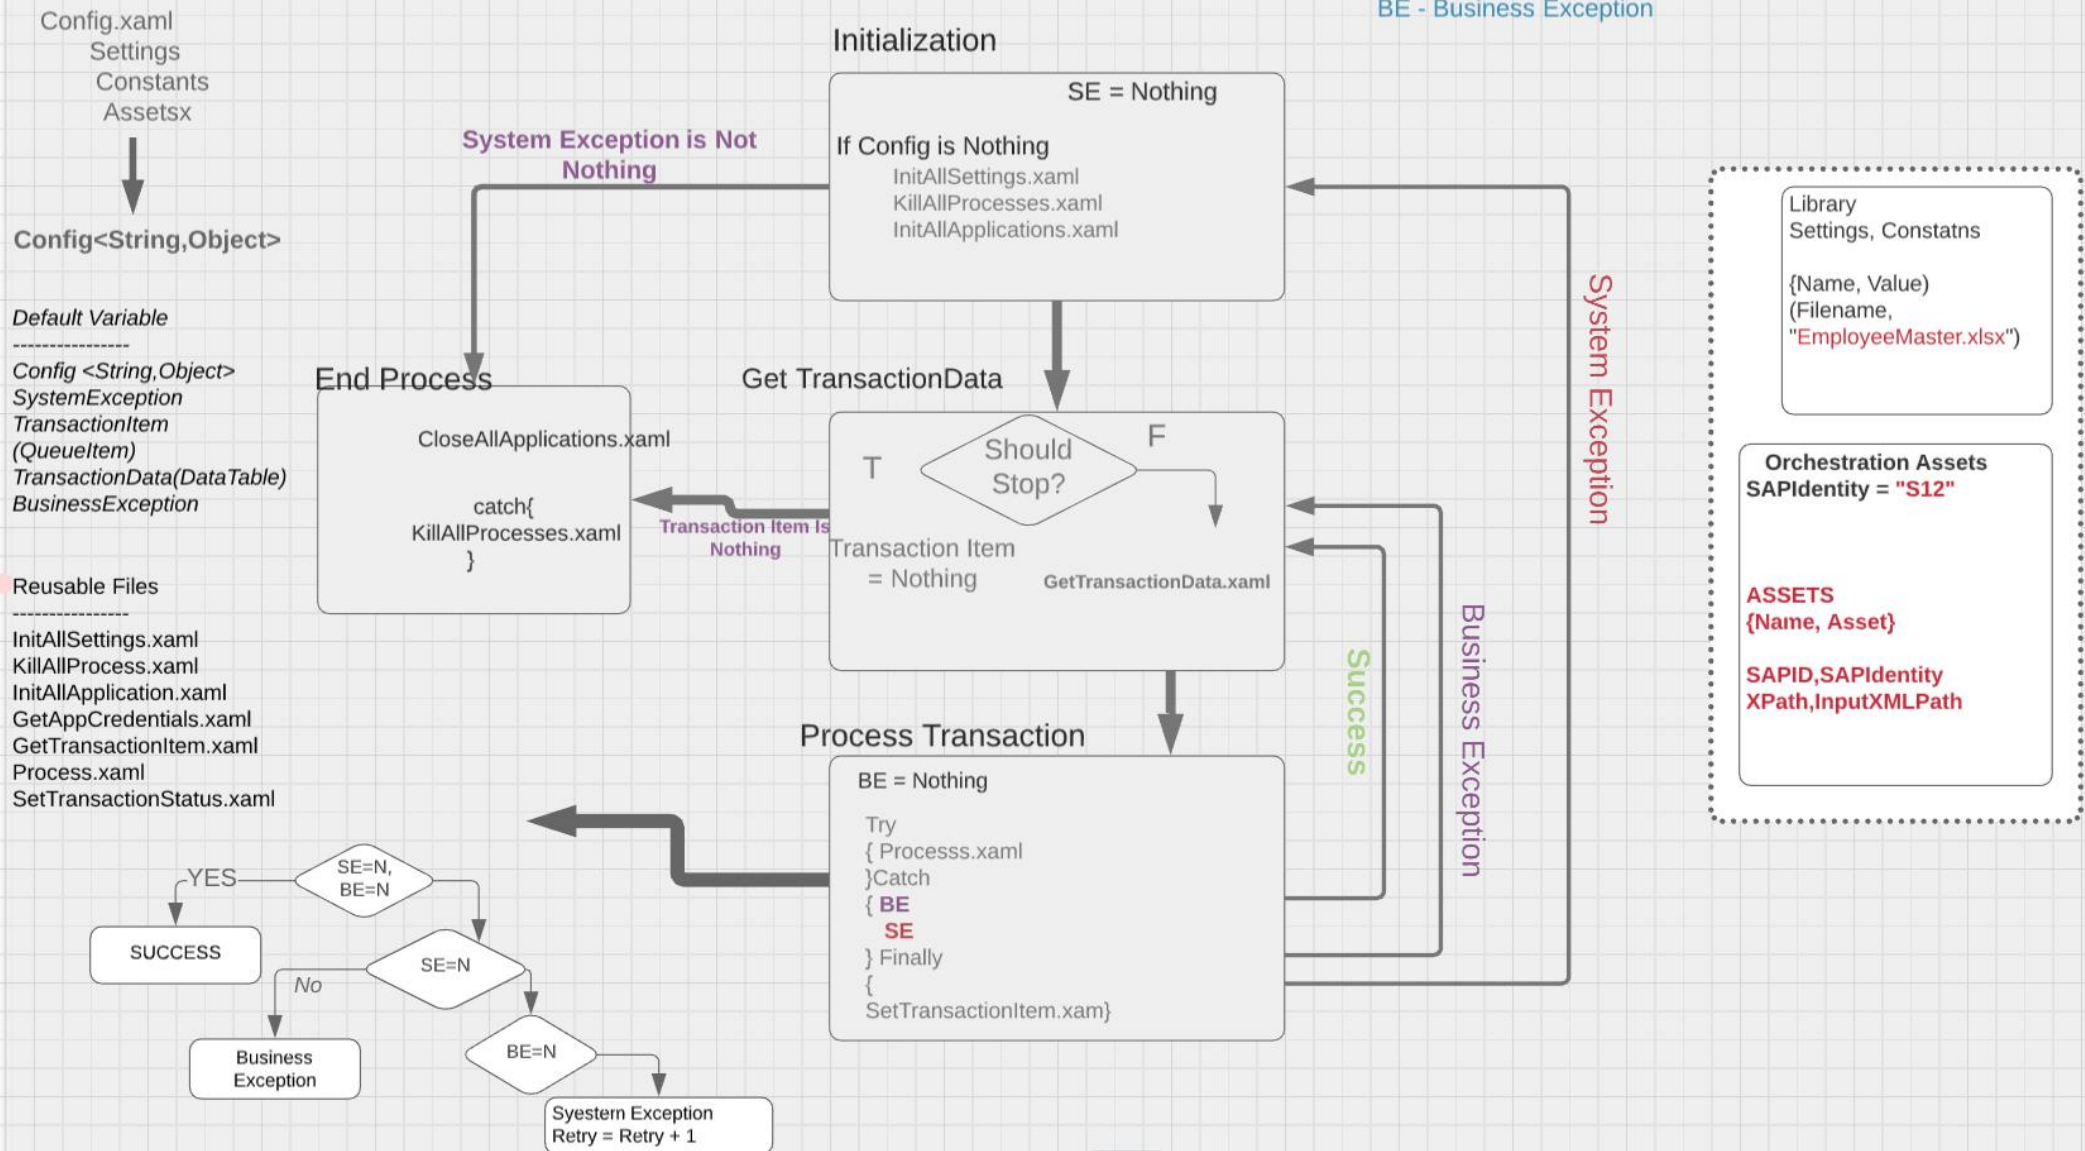 Config.xaml
Settings
Constants
Assetsx
Config<String,Object>
Default Variable
----------------
Config <String,Object>
SystemException
TransactionItem
(QueueItem)
TransactionData(DataTable)
BusinessException
Reusable Files
----------------
InitAllSettings.xaml
KillAllProcess.xaml
InitAllApplication.xaml
GetAppCredentials.xaml
GetTransactionItem.xaml
Process.xaml
SetTransactionStatus.xaml
BE - Business Exception
Initialization
SE = Nothing
If Config is Nothing
InitAllSettings.xaml
KillAllProcesses.xaml
InitAllApplications.xaml
System Exception is Not
Nothing
End Process
CloseAllApplications.xaml
catch{
KillAllProcesses.xaml
}
Transaction Item Is
Nothing
Get TransactionData
T
Should
Stop?
F
Transaction Item
= Nothing
GetTransactionData.xaml
Process Transaction
BE = Nothing
Try
{ Processs.xaml
}Catch
{ BE
SE
} Finally
{
SetTransactionItem.xam}
Success
Business Exception
System Exception
SE=N,
BE=N
YES
SUCCESS
SE=N
No
Business
Exception
BE=N
Syestern Exception
Retry = Retry + 1
Library
Settings, Constatns
{Name, Value)
(Filename,
"EmployeeMaster.xlsx")
Orchestration Assets
SAPIdentity = "S12"
ASSETS
{Name, Asset}
SAPID,SAPIdentity
XPath,InputXMLPath